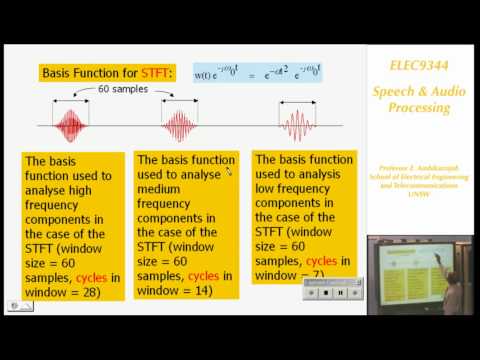 Basis Function for STFT:
w(t) e^-jω0t = e^-αt² e^-jω0t
60 samples
The basis
function used to
analyse high
frequency
components in
the case of the
STFT (window
size = 60
samples, cycles in
window = 28)
The basis function
used to analyse
medium
frequency
components in
the case of the
STFT (window
size = 60
samples, cycles in
window = 14)
The basis function
used to analysis
low frequency
components in
the case of the
STFT (window
size = 60
samples, cycles in
window = 7)
ELEC9344
Speech & Audio
Processing
Professor E. Ambikairajah
School of Electrical Engineering
and Telecommunications
UNSW